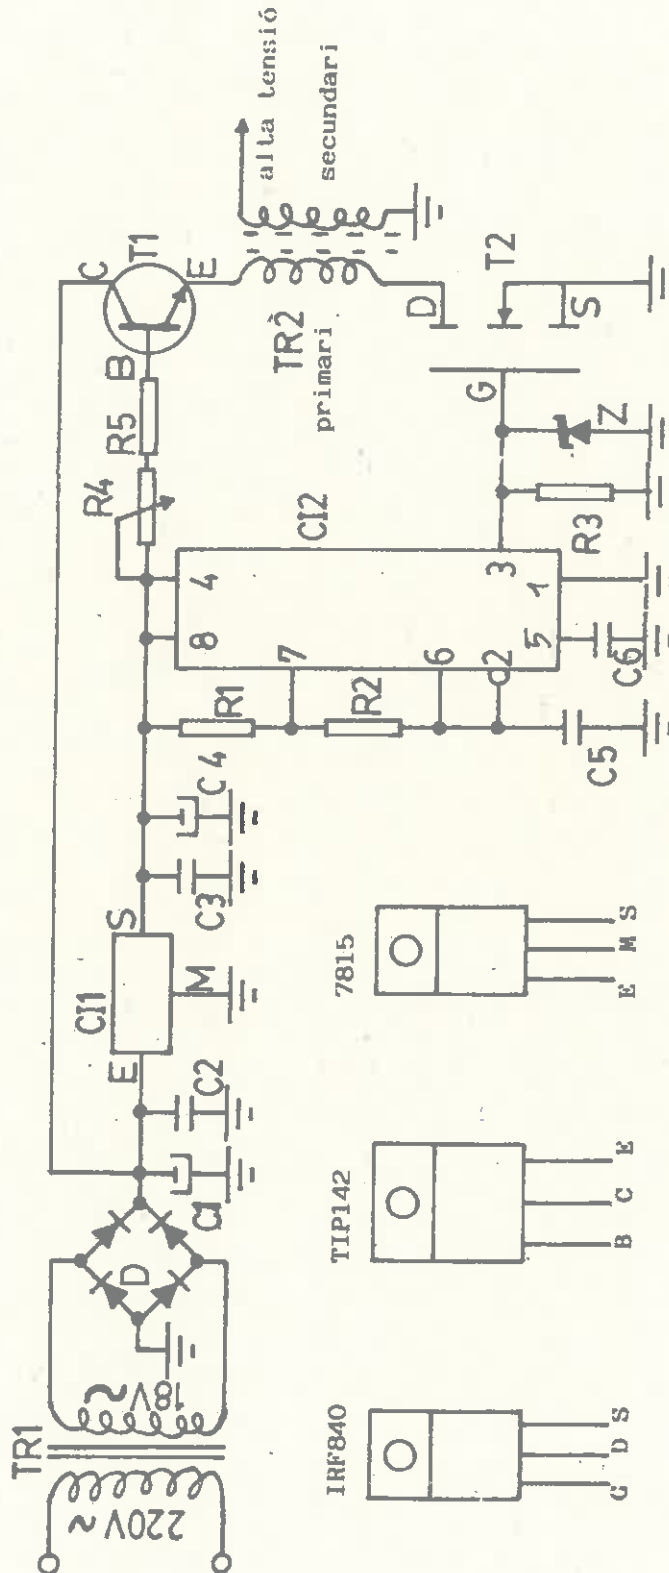 TR1
220V ~
18V ~
D
C1
C2
E
CI1
S
M
C3
C4
R1
R2
7
6
2
8
4
5
1
3
CI2
C5
C6
R3
Z
R4
R5
B
C
T1
E
TR2
primari
alta tensió
secundari
D
G
S
T2
IRF840
G D S
TIP142
B C E
7815
E M S